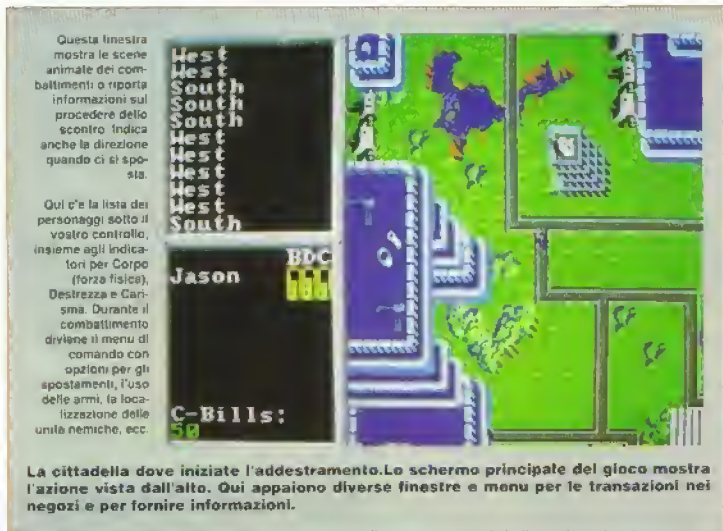 Questa finestra
mostra le scene
animate dei com-
battimenti o riporta
informazioni sul
procedere dello
scontro Indica
anche la direzione
quando ci si spo-
sta.
Qui c'e la lista dei
personaggi sotto il
vostro controllo,
insieme agli indica-
tori per Corpo
(forza fisica),
Destrezza e Cari-
sma. Durante il
combattimento
diviene il menu di
comando con
opzioni per gli
spostamenti, l'uso
delle armi, la loca-
lizzazione delle
unita nemiche, ecc.
West
West
South
South
South
West
West
West
West
West
South
BDC
Jason
C-Bills:
50
La cittadella dove iniziate l'addestramento.Lo schermo principale del gioco mostra
l'azione vista dall'alto. Qui appaiono diverse finestre e menu per le transazioni nei
negozi e per fornire informazioni.